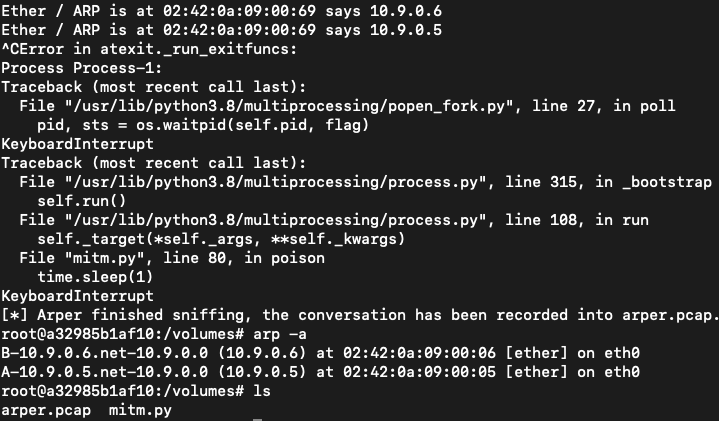 Ether / ARP is at 02:42:0a:09:00:69 says 10.9.0.6
Ether / ARP is at 02:42:0a:09:00:69 says 10.9.0.5
^CError in atexit._run_exitfuncs:
Process Process-1:
Traceback (most recent call last):
  File "/usr/lib/python3.8/multiprocessing/popen_fork.py", line 27, in poll
    pid, sts = os.waitpid(self.pid, flag)
KeyboardInterrupt
Traceback (most recent call last):
  File "/usr/lib/python3.8/multiprocessing/process.py", line 315, in _bootstrap
    self.run()
  File "/usr/lib/python3.8/multiprocessing/process.py", line 108, in run
    self._target(*self._args, **self._kwargs)
  File "mitm.py", line 80, in poison
    time.sleep(1)
KeyboardInterrupt
[*] Arper finished sniffing, the conversation has been recorded into arper.pcap.
root@a32985b1af10:/volumes# arp -a
B-10.9.0.6.net-10.9.0.0 (10.9.0.6) at 02:42:0a:09:00:06 [ether] on eth0
A-10.9.0.5.net-10.9.0.0 (10.9.0.5) at 02:42:0a:09:00:05 [ether] on eth0
root@a32985b1af10:/volumes# ls
arper.pcap  mitm.py